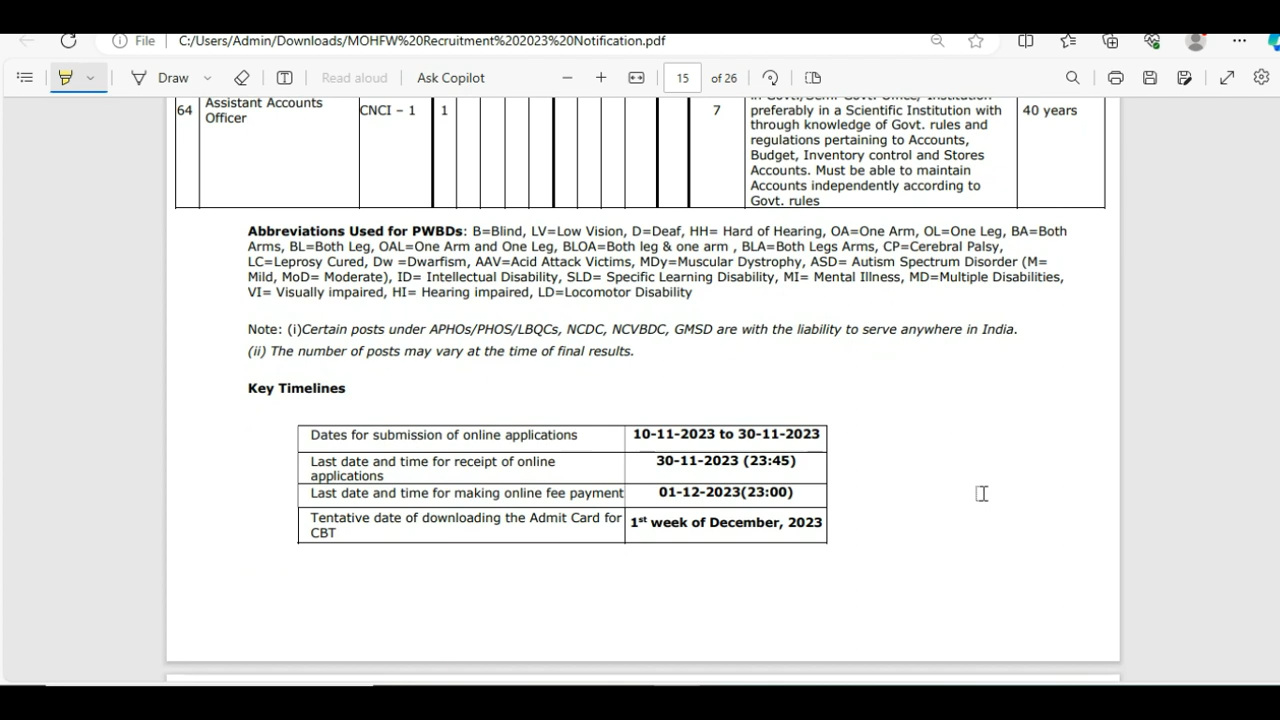 File C:/Users/Admin/Downloads/MOHFW%20Recruitment%202023%20Notification.pdf
Draw Read aloud Ask Copilot 15 of 26
64 Assistant Accounts Officer CNCI – 1 1 7 40 years
in Govt./Semi Govt. Office/Institution
preferably in a Scientific Institution with
through knowledge of Govt. rules and
regulations pertaining to Accounts,
Budget, Inventory control and Stores
Accounts. Must be able to maintain
Accounts independently according to
Govt. rules
Abbreviations Used for PWBDs: B=Blind, LV=Low Vision, D=Deaf, HH= Hard of Hearing, OA=One Arm, OL=One Leg, BA=Both
Arms, BL=Both Leg, OAL=One Arm and One Leg, BLOA=Both leg & one arm , BLA=Both Legs Arms, CP=Cerebral Palsy,
LC=Leprosy Cured, Dw =Dwarfism, AAV=Acid Attack Victims, MDy=Muscular Dystrophy, ASD= Autism Spectrum Disorder (M=
Mild, MoD= Moderate), ID= Intellectual Disability, SLD= Specific Learning Disability, MI= Mental Illness, MD=Multiple Disabilities,
VI= Visually impaired, HI= Hearing impaired, LD=Locomotor Disability
Note: (i)Certain posts under APHOs/PHOS/LBQCs, NCDC, NCVBDC, GMSD are with the liability to serve anywhere in India.
(ii) The number of posts may vary at the time of final results.
Key Timelines
Dates for submission of online applications 10-11-2023 to 30-11-2023
Last date and time for receipt of online applications 30-11-2023 (23:45)
Last date and time for making online fee payment 01-12-2023(23:00)
Tentative date of downloading the Admit Card for CBT 1st week of December, 2023